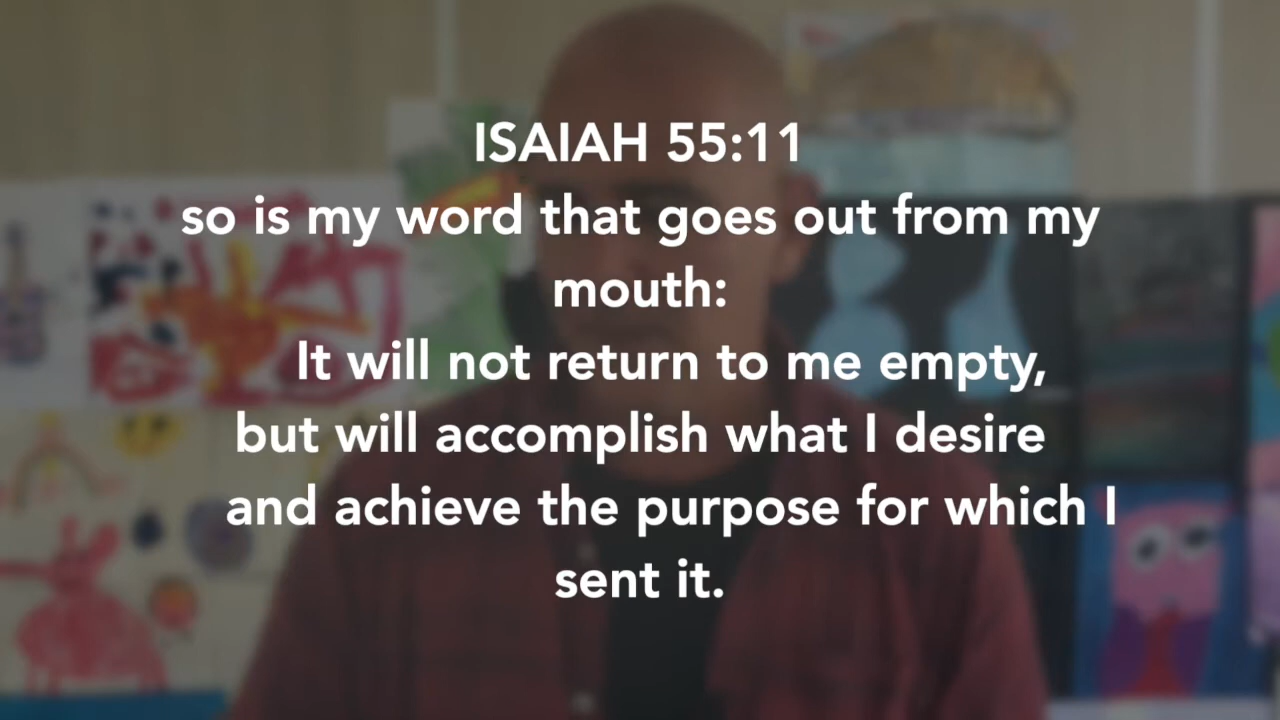 ISAIAH 55:11
so is my word that goes out from my
mouth:
It will not return to me empty,
but will accomplish what I desire
and achieve the purpose for which I
sent it.